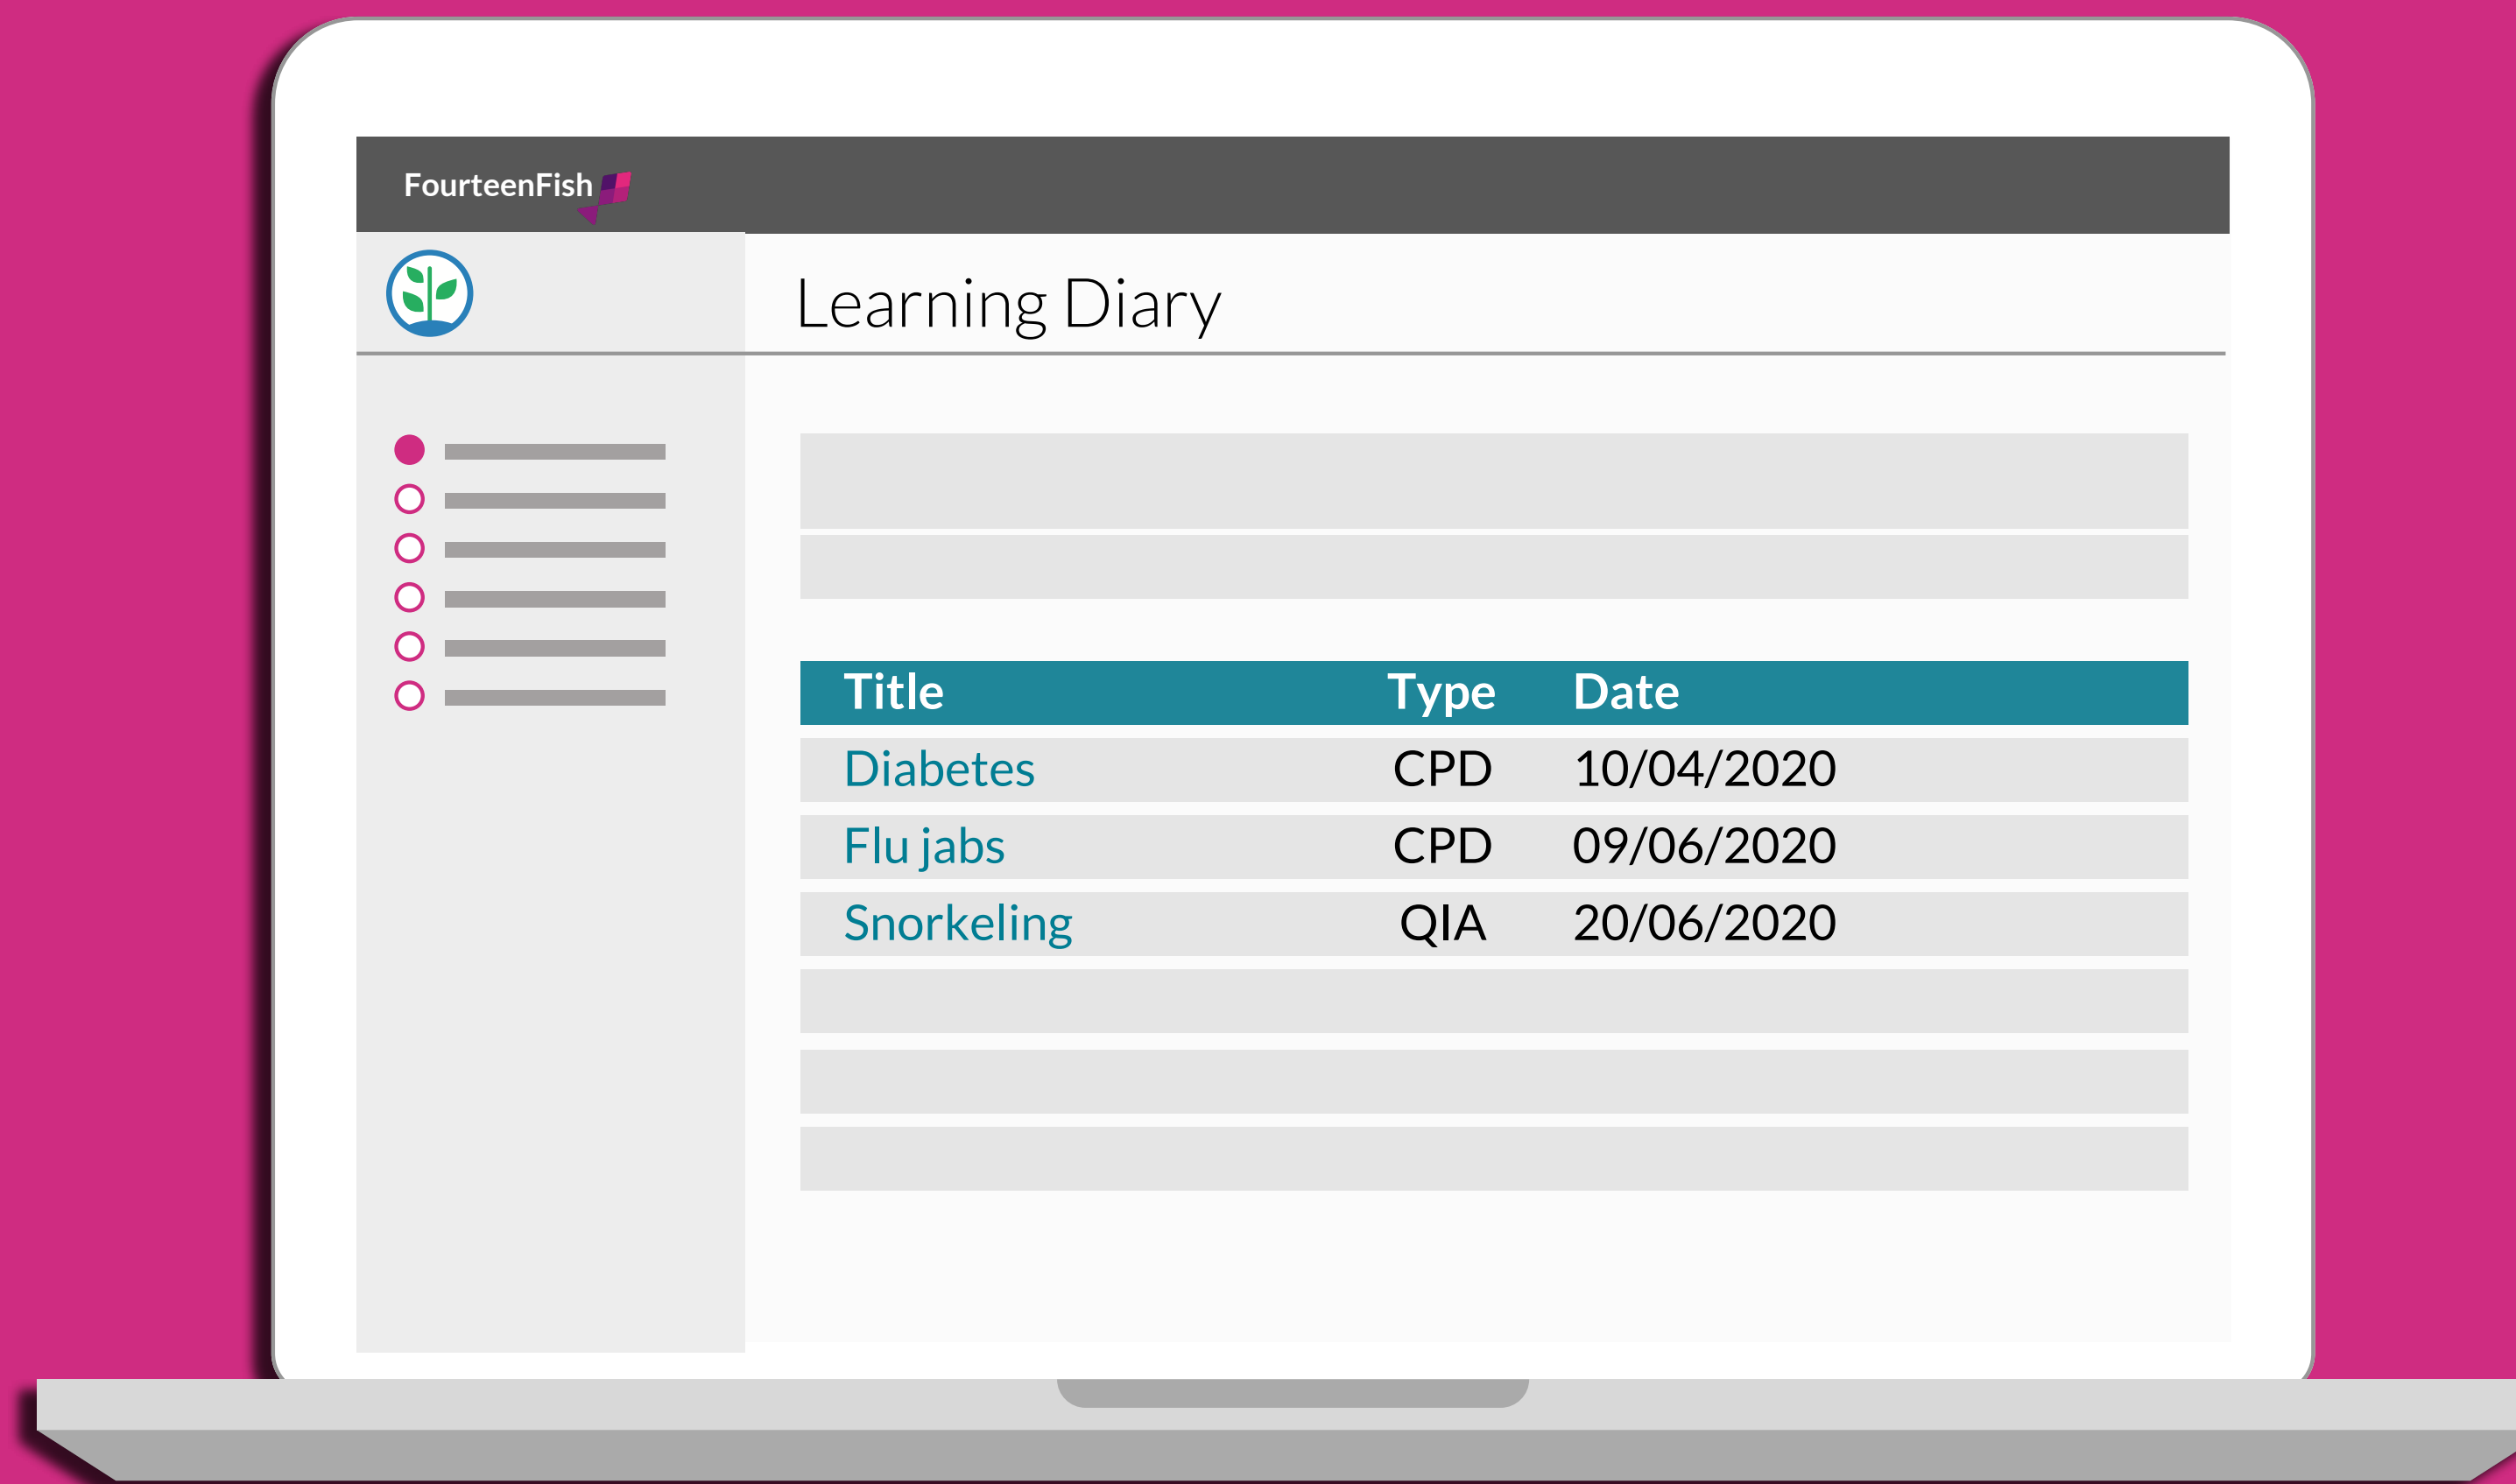 FourteenFish
Learning Diary
Title Type Date
Diabetes CPD 10/04/2020
Flu jabs CPD 09/06/2020
Snorkeling QIA 20/06/2020